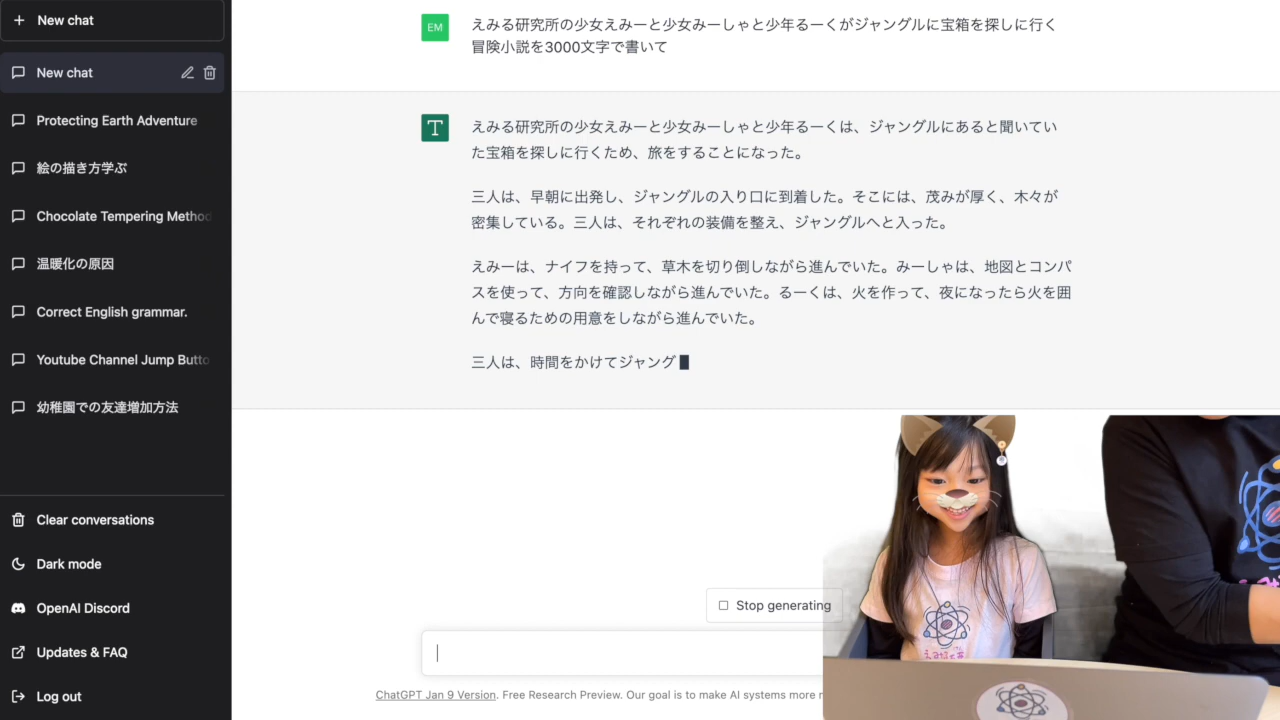 New chat
New chat
Protecting Earth Adventure
絵の描き方学ぶ
Chocolate Tempering Method
温暖化の原因
Correct English grammar.
Youtube Channel Jump Butto
幼稚園での友達増加方法
Clear conversations
Dark mode
OpenAI Discord
Updates & FAQ
Log out
EM
えみる研究所の少女えみーと少女みーしゃと少年るーくがジャングルに宝箱を探しに行く
冒険小説を3000文字で書いて
えみる研究所の少女えみーと少女みーしゃと少年るーくは、ジャングルにあると聞いてい
た宝箱を探しに行くため、旅をすることになった。
三人は、早朝に出発し、ジャングルの入り口に到着した。そこには、茂みが厚く、木々が
密集している。三人は、それぞれの装備を整え、ジャングルへと入った。
えみーは、ナイフを持って、草木を切り倒しながら進んでいた。みーしゃは、地図とコンパ
スを使って、方向を確認しながら進んでいた。るーくは、火を作って、夜になったら火を囲
んで寝るための用意をしながら進んでいた。
三人は、時間をかけてジャング
Stop generating
ChatGPT Jan 9 Version. Free Research Preview. Our goal is to make AI systems more